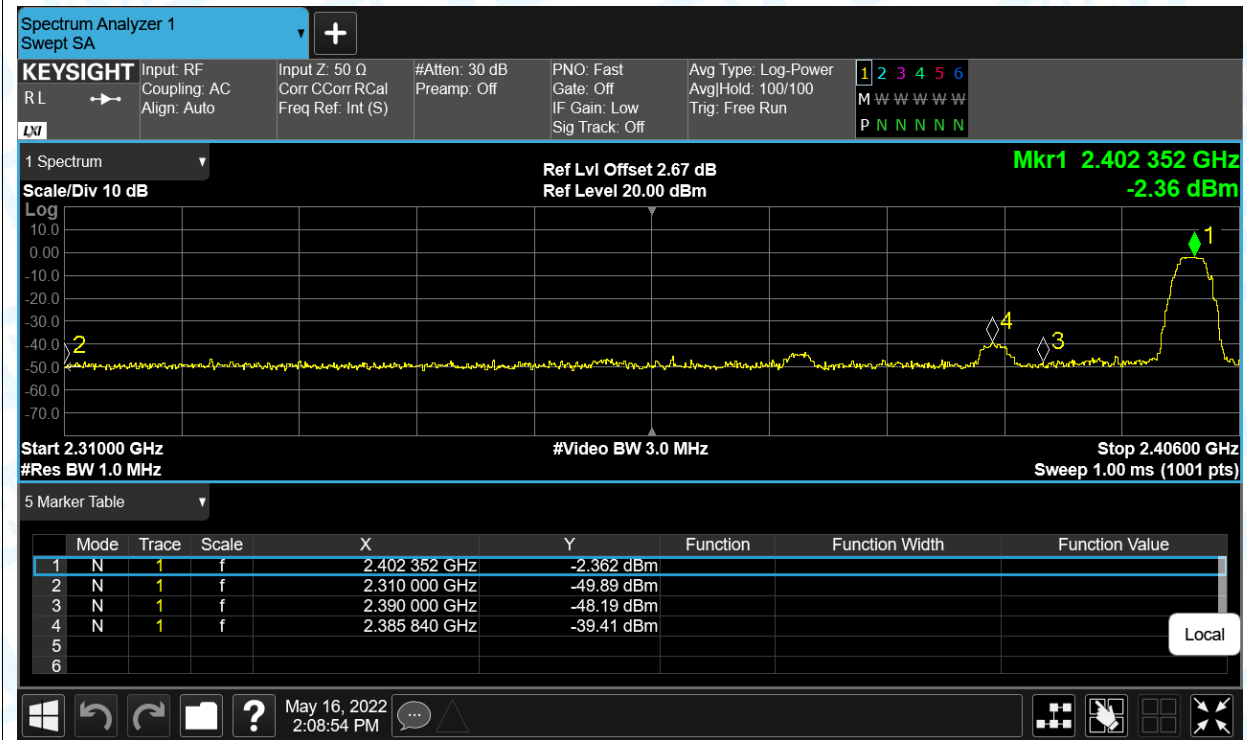 Spectrum Analyzer 1
Swept SA
KEYSIGHT
R L
LXI
Input: RF
Coupling: AC
Align: Auto
Input Z: 50 Ω
Corr CCorr RCal
Freq Ref: Int (S)
#Atten: 30 dB
Preamp: Off
PNO: Fast
Gate: Off
IF Gain: Low
Sig Track: Off
Avg Type: Log-Power
Avg|Hold: 100/100
Trig: Free Run
1 2 3 4 5 6
M W W W W W
P N N N N N
1 Spectrum
Scale/Div 10 dB
Ref Lvl Offset 2.67 dB
Ref Level 20.00 dBm
Mkr1 2.402 352 GHz
-2.36 dBm
Log
10.0
0.00
-10.0
-20.0
-30.0
-40.0
-50.0
-60.0
-70.0
1
2
4
3
Start 2.31000 GHz
#Res BW 1.0 MHz
#Video BW 3.0 MHz
Stop 2.40600 GHz
Sweep 1.00 ms (1001 pts)
5 Marker Table
Mode Trace Scale X Y Function Function Width Function Value
1 N 1 f 2.402 352 GHz -2.362 dBm
2 N 1 f 2.310 000 GHz -49.89 dBm
3 N 1 f 2.390 000 GHz -48.19 dBm
4 N 1 f 2.385 840 GHz -39.41 dBm
5
6
Local
?
May 16, 2022
2:08:54 PM